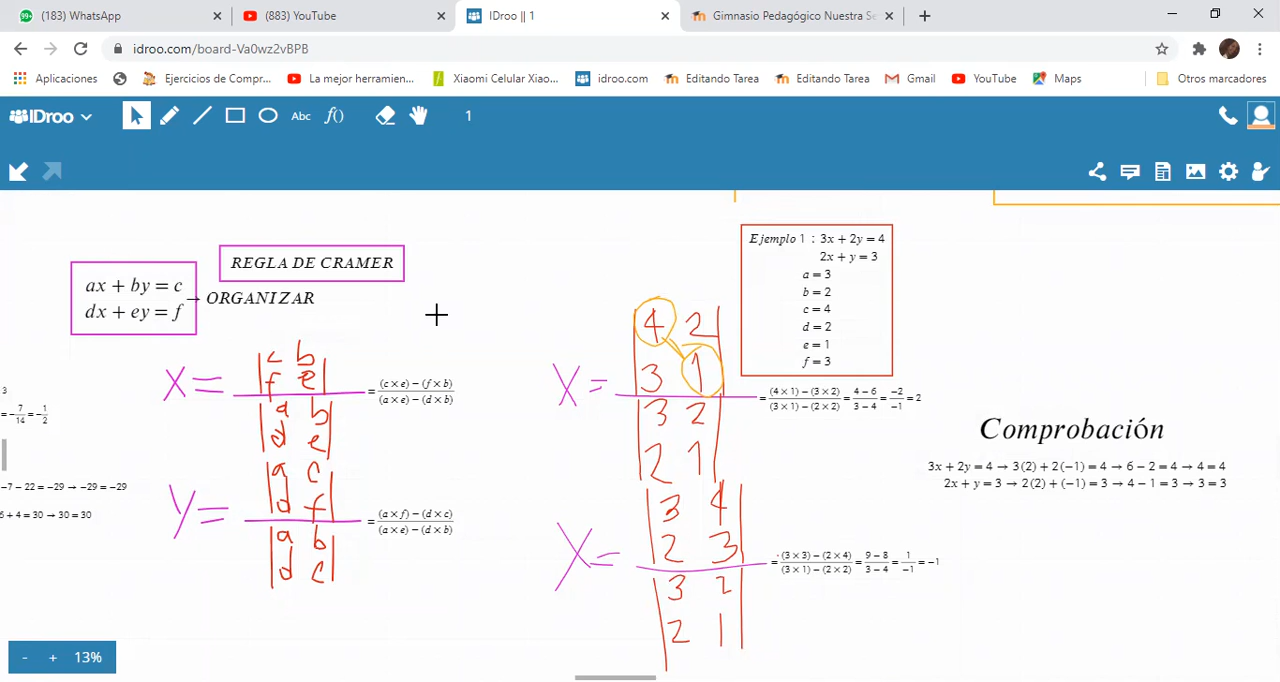 (183) WhatsApp
(883) YouTube
IDroo || 1
Gimnasio Pedagógico Nuestra Se
idroo.com/board-Va0wz2vBPB
Aplicaciones
Ejercicios de Compr...
La mejor herramien...
Xiaomi Celular Xiao...
idroo.com
Editando Tarea
Editando Tarea
Gmail
YouTube
Maps
Otros marcadores
IDroo
Abc
f()
1
REGLA DE CRAMER
ax + by = c
dx + ey = f
→ ORGANIZAR
X =
c b
f e
a b
d e
= (c × e) − (f × b)
(a × e) − (d × b)
Y =
a c
d f
a b
d c
= (a × f) − (d × c)
(a × e) − (d × b)
3
= −7/14 = −1/2
−7 − 22 = −29 → −29 = −29
6 + 4 = 30 → 30 = 30
Ejemplo 1 : 3x + 2y = 4
2x + y = 3
a = 3
b = 2
c = 4
d = 2
e = 1
f = 3
X =
4 2
3 1
3 2
2 1
= (4 × 1) − (3 × 2) / (3 × 1) − (2 × 2) = 4 − 6 / 3 − 4 = −2 / −1 = 2
X =
3 4
2 3
3 2
2 1
= (3 × 3) − (2 × 4) / (3 × 1) − (2 × 2) = 9 − 8 / 3 − 4 = 1 / −1 = −1
Comprobación
3x + 2y = 4 → 3(2) + 2(−1) = 4 → 6 − 2 = 4 → 4 = 4
2x + y = 3 → 2(2) + (−1) = 3 → 4 − 1 = 3 → 3 = 3
- + 13%